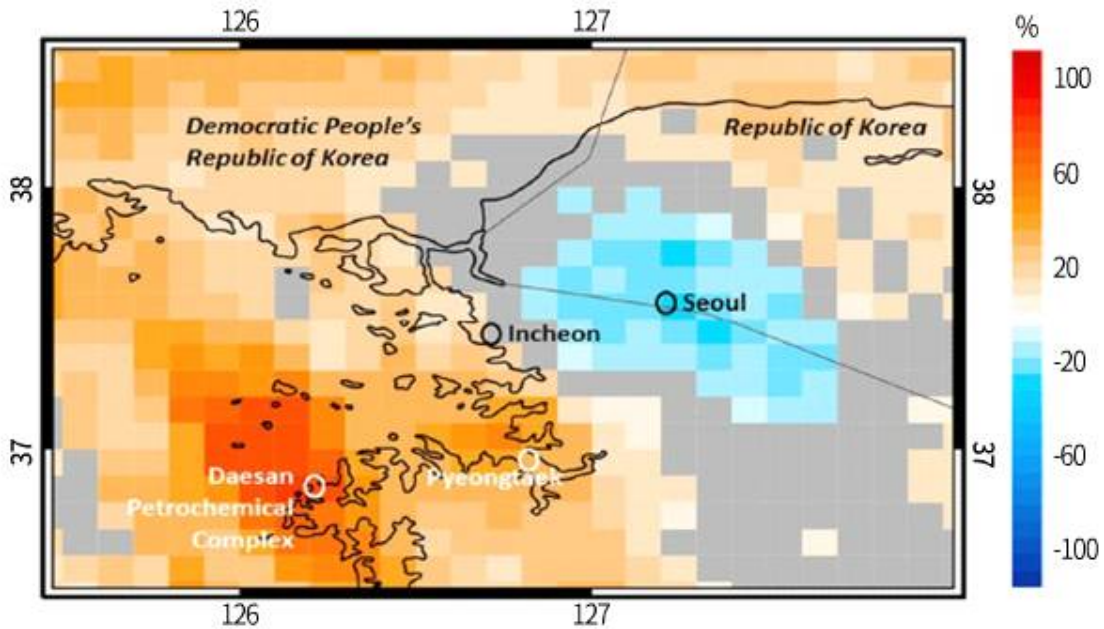 126 127
%
100
60
20
-20
-60
-100
Democratic People's
Republic of Korea
Republic of Korea
38 38
Seoul
Incheon
37 37
Daesan
Petrochemical
Complex
Pyeongtaek
126 127